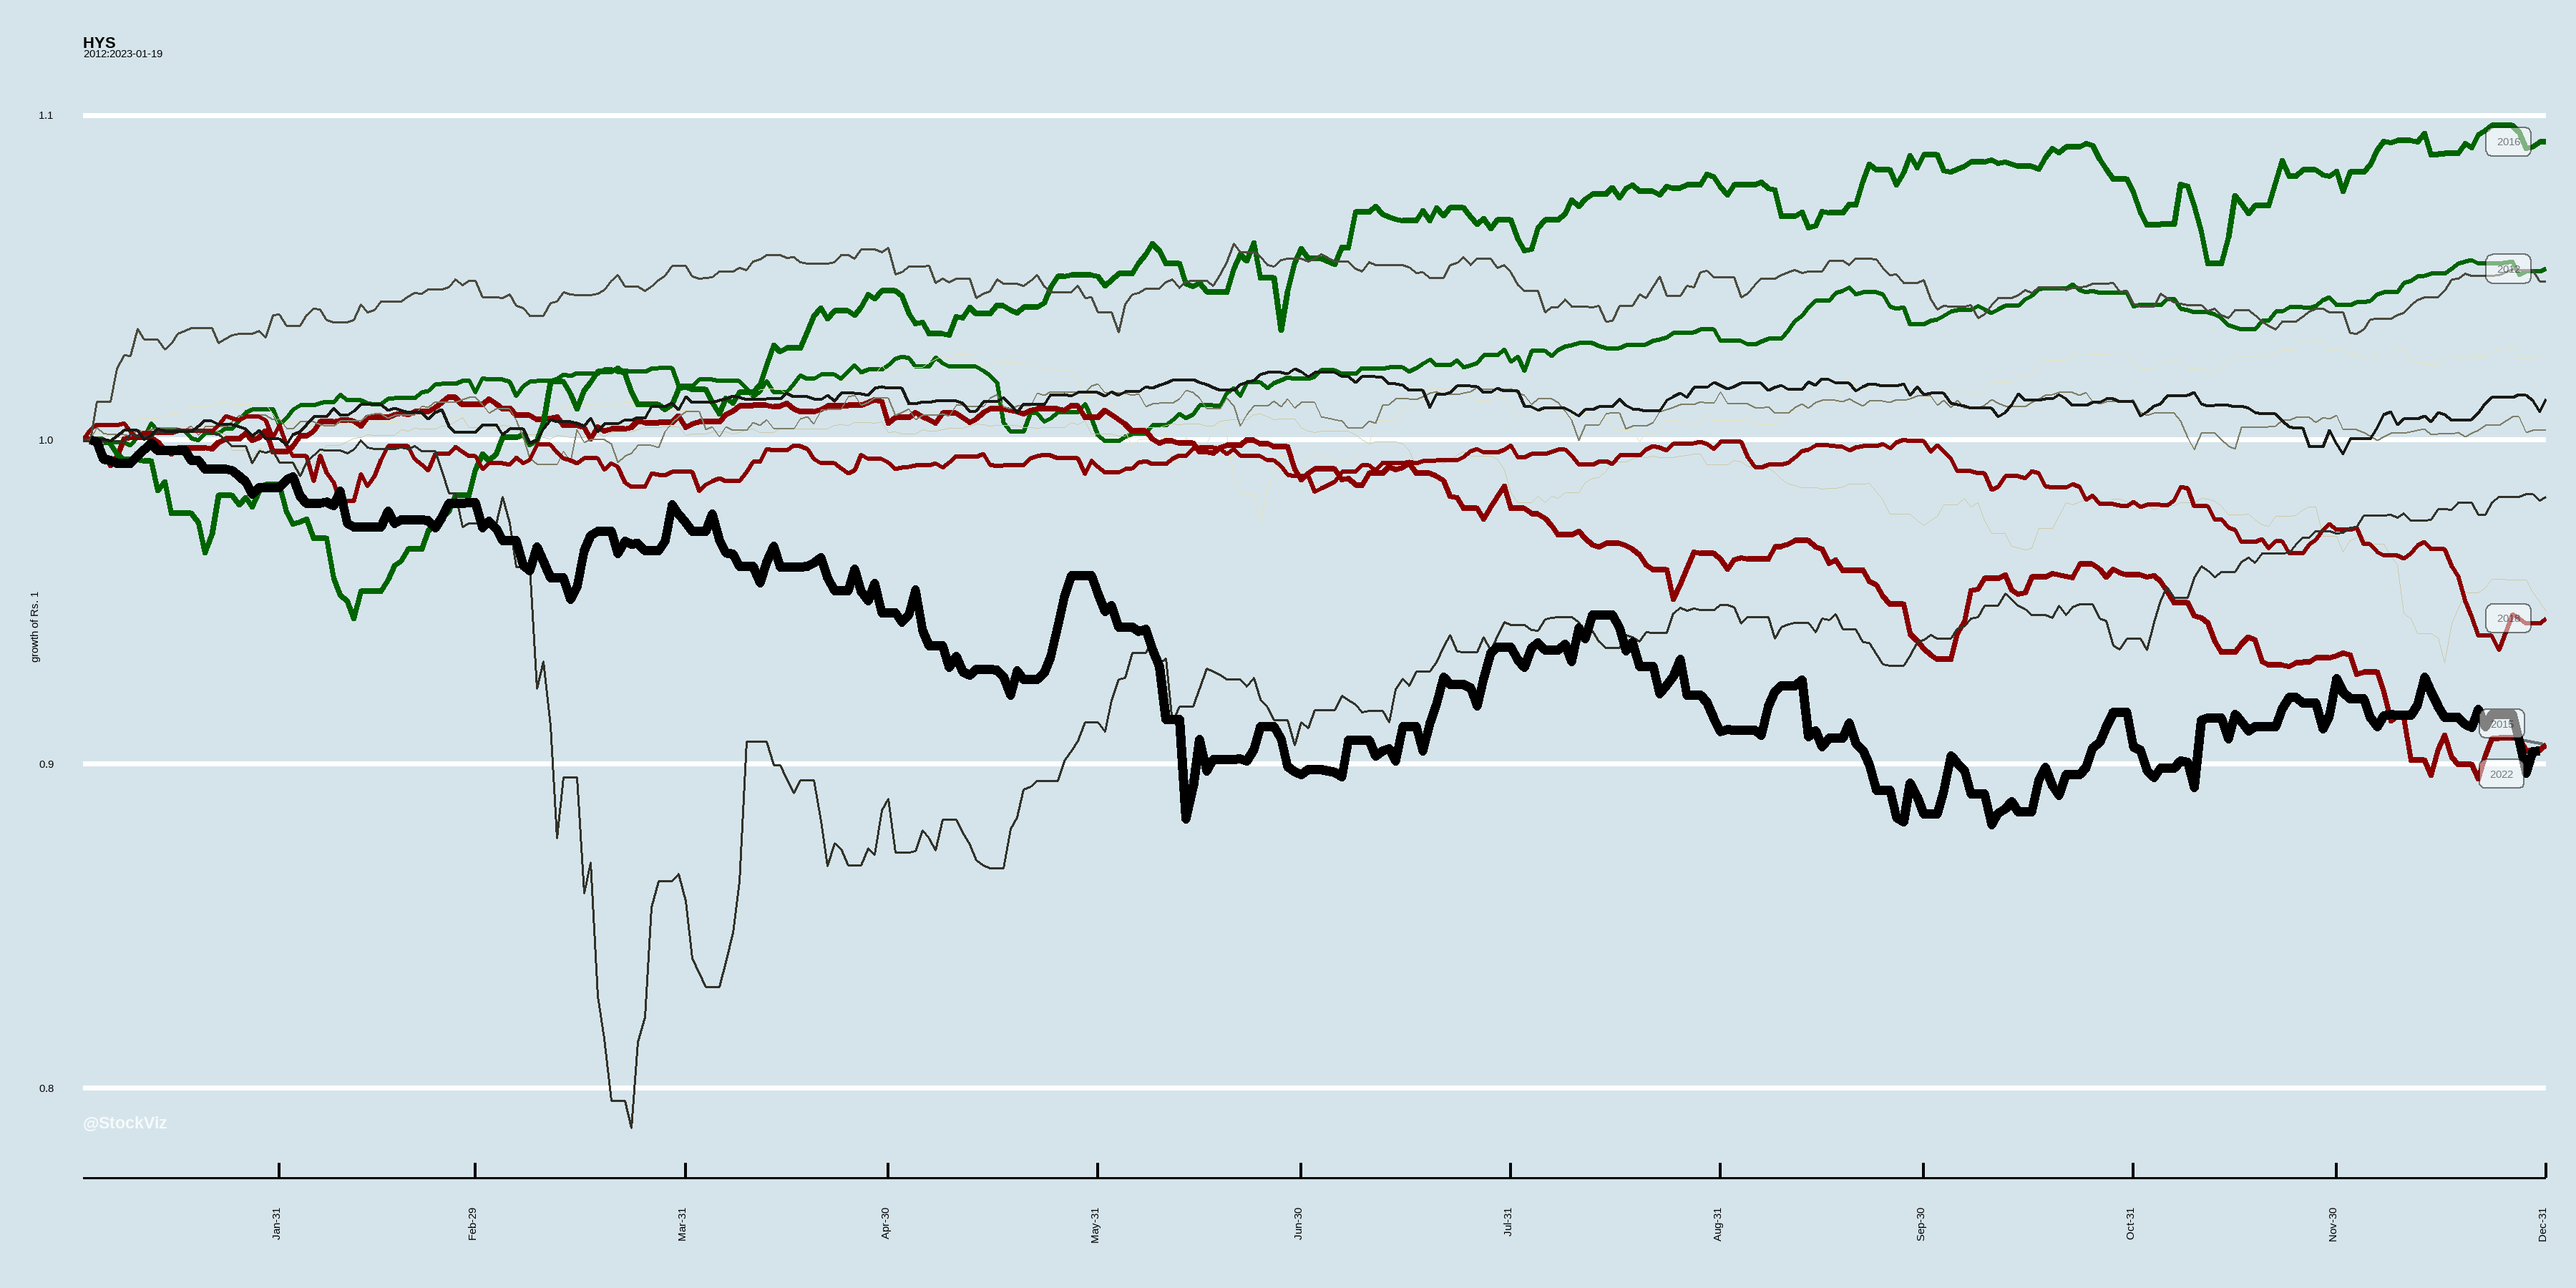 HYS
2012:2023-01-19
1.1
1.0
0.9
0.8
growth of Rs. 1
2016
2012
2018
2015
2022
@StockViz
Jan-31
Feb-29
Mar-31
Apr-30
May-31
Jun-30
Jul-31
Aug-31
Sep-30
Oct-31
Nov-30
Dec-31